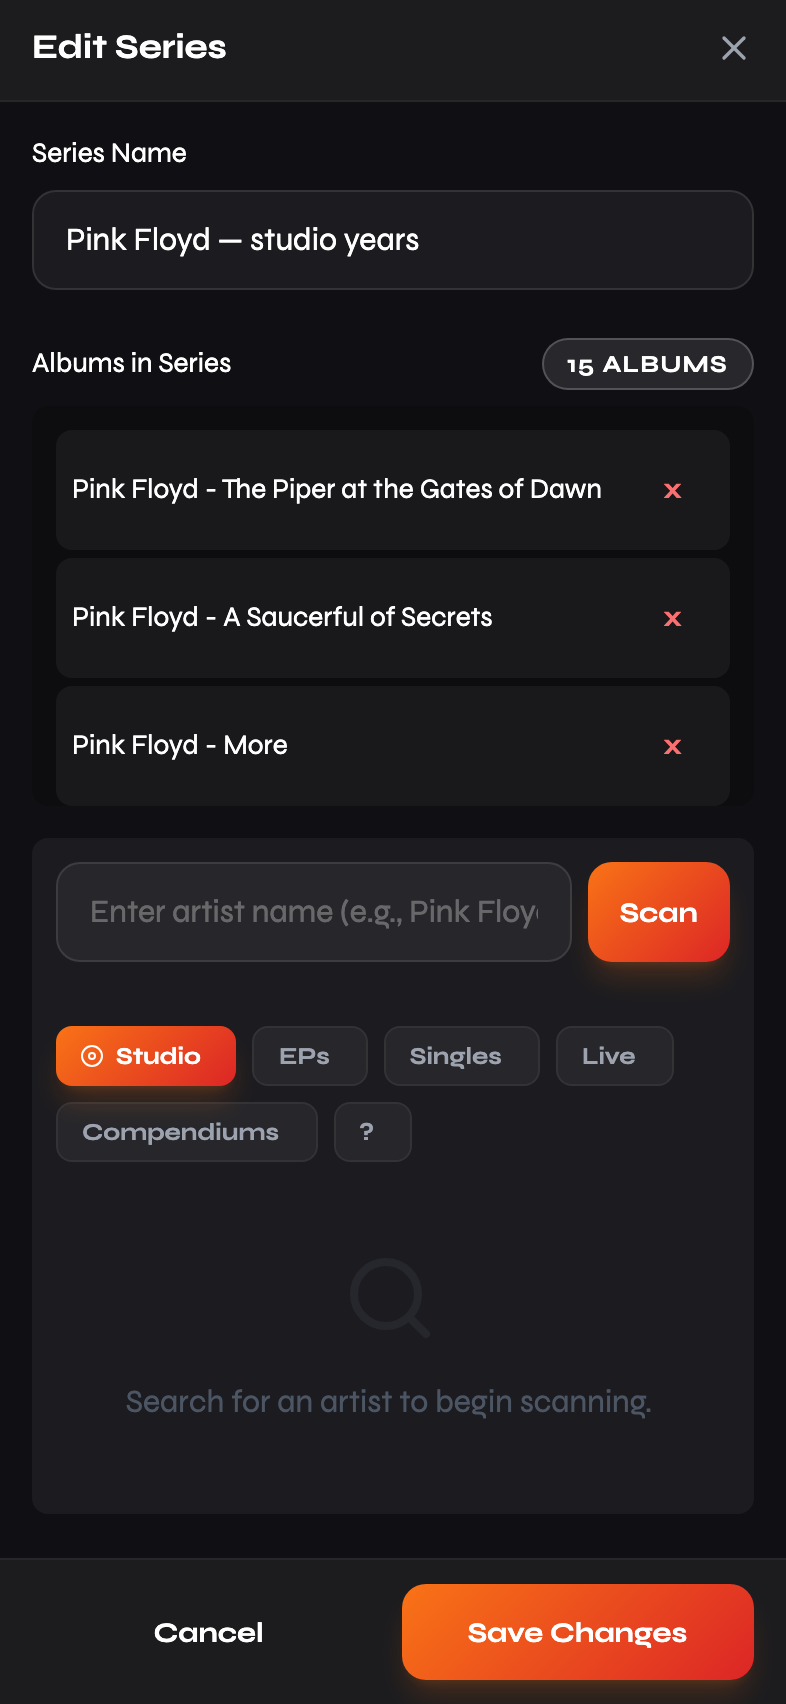 Edit Series
Series Name
Pink Floyd — studio years
Albums in Series
15 ALBUMS
Pink Floyd - The Piper at the Gates of Dawn
x
Pink Floyd - A Saucerful of Secrets
x
Pink Floyd - More
x
Enter artist name (e.g., Pink Floy
Scan
Studio
EPs
Singles
Live
Compendiums
?
Search for an artist to begin scanning.
Cancel
Save Changes